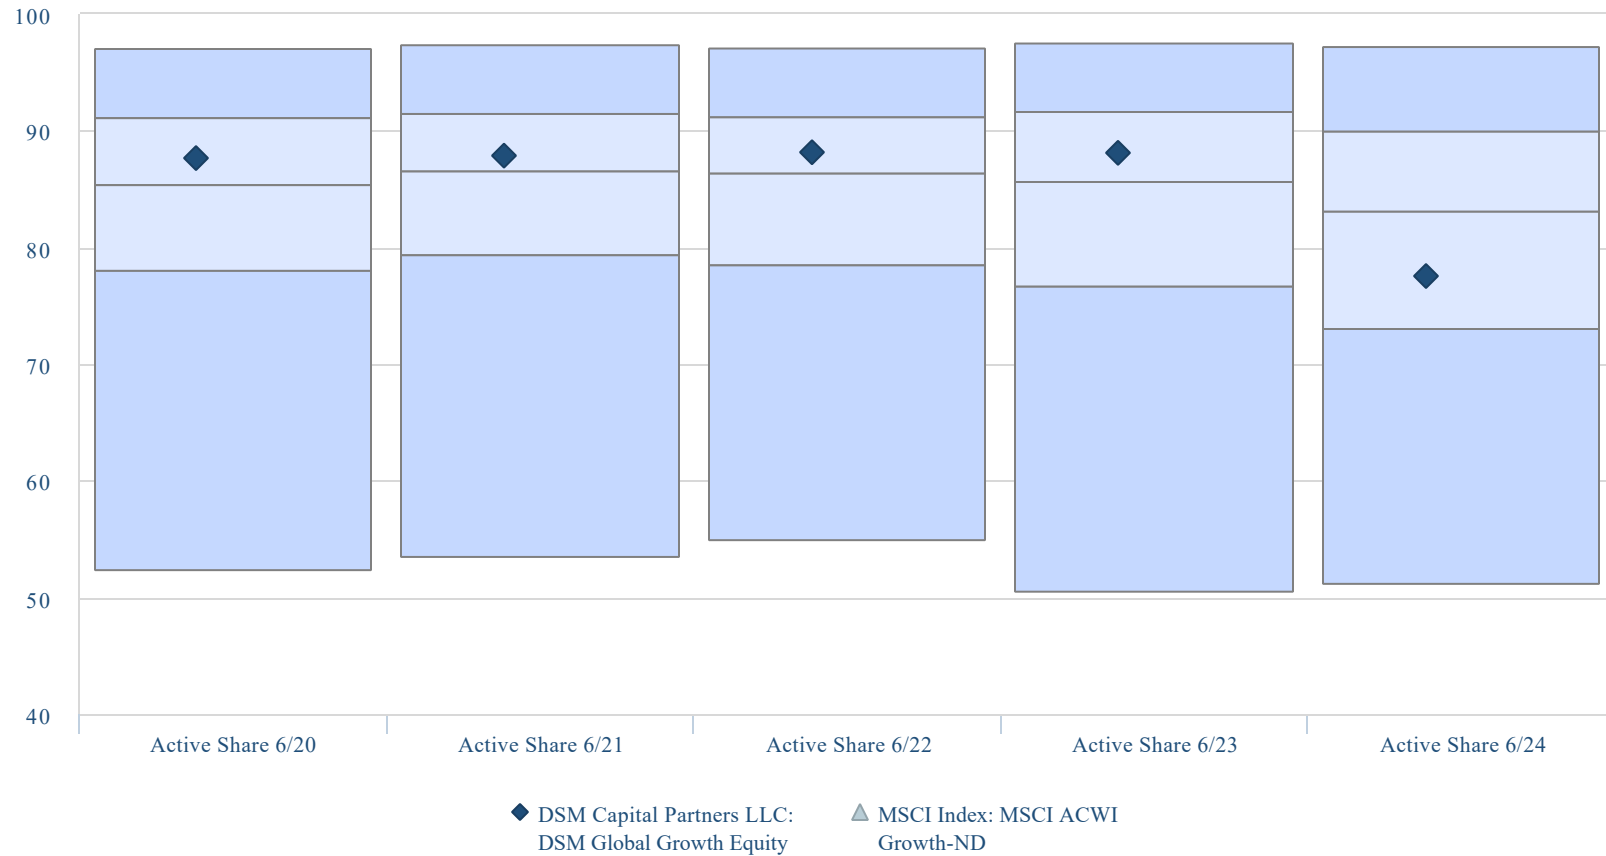 100
90
80
70
60
50
40
Active Share 6/20
Active Share 6/21
Active Share 6/22
Active Share 6/23
Active Share 6/24
DSM Capital Partners LLC:
DSM Global Growth Equity
MSCI Index: MSCI ACWI
Growth-ND